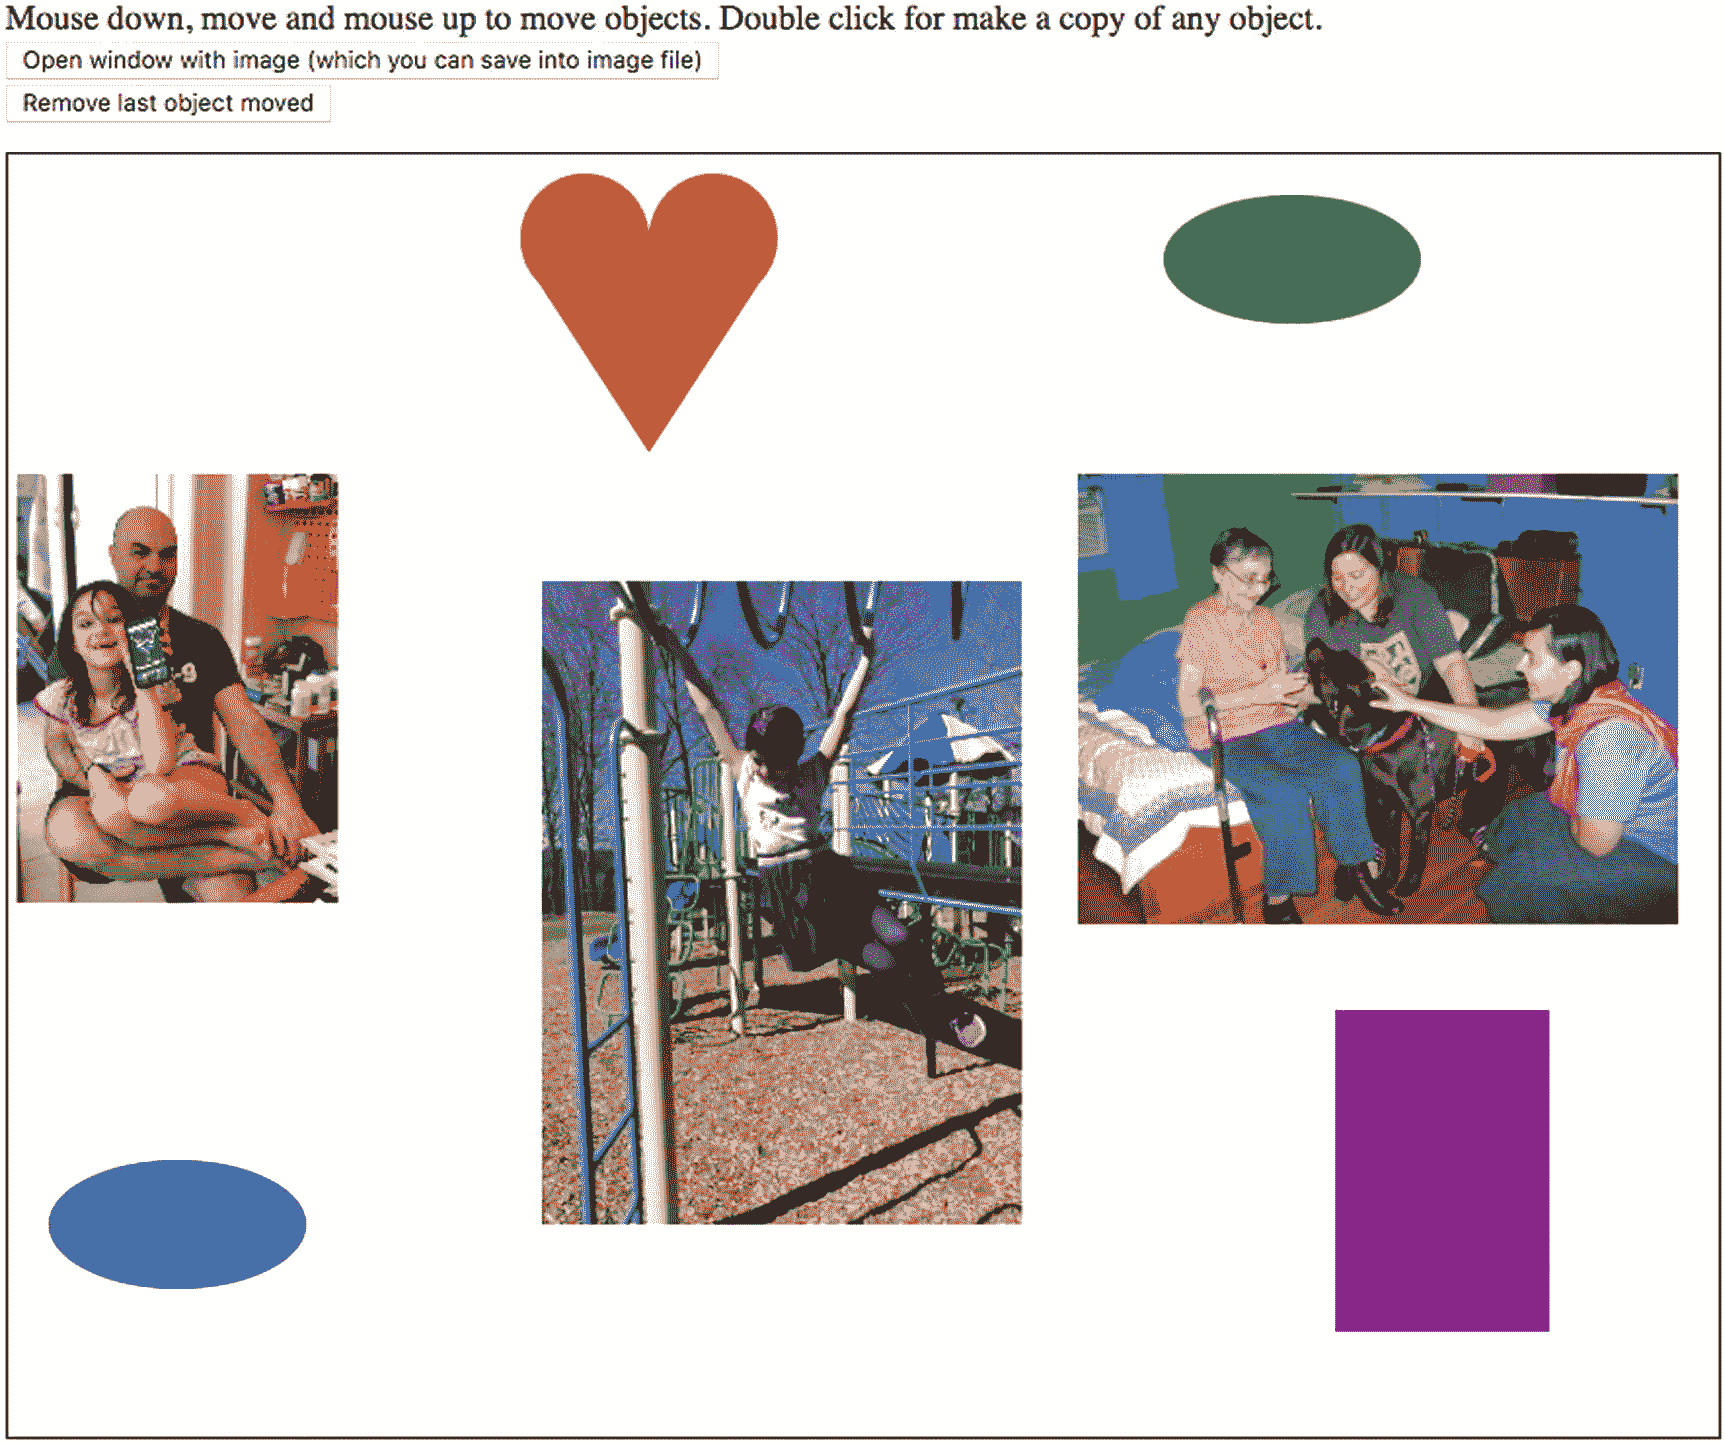 Mouse down, move and mouse up to move objects. Double click for make a copy of any object.
Open window with image (which you can save into image file)
Remove last object moved